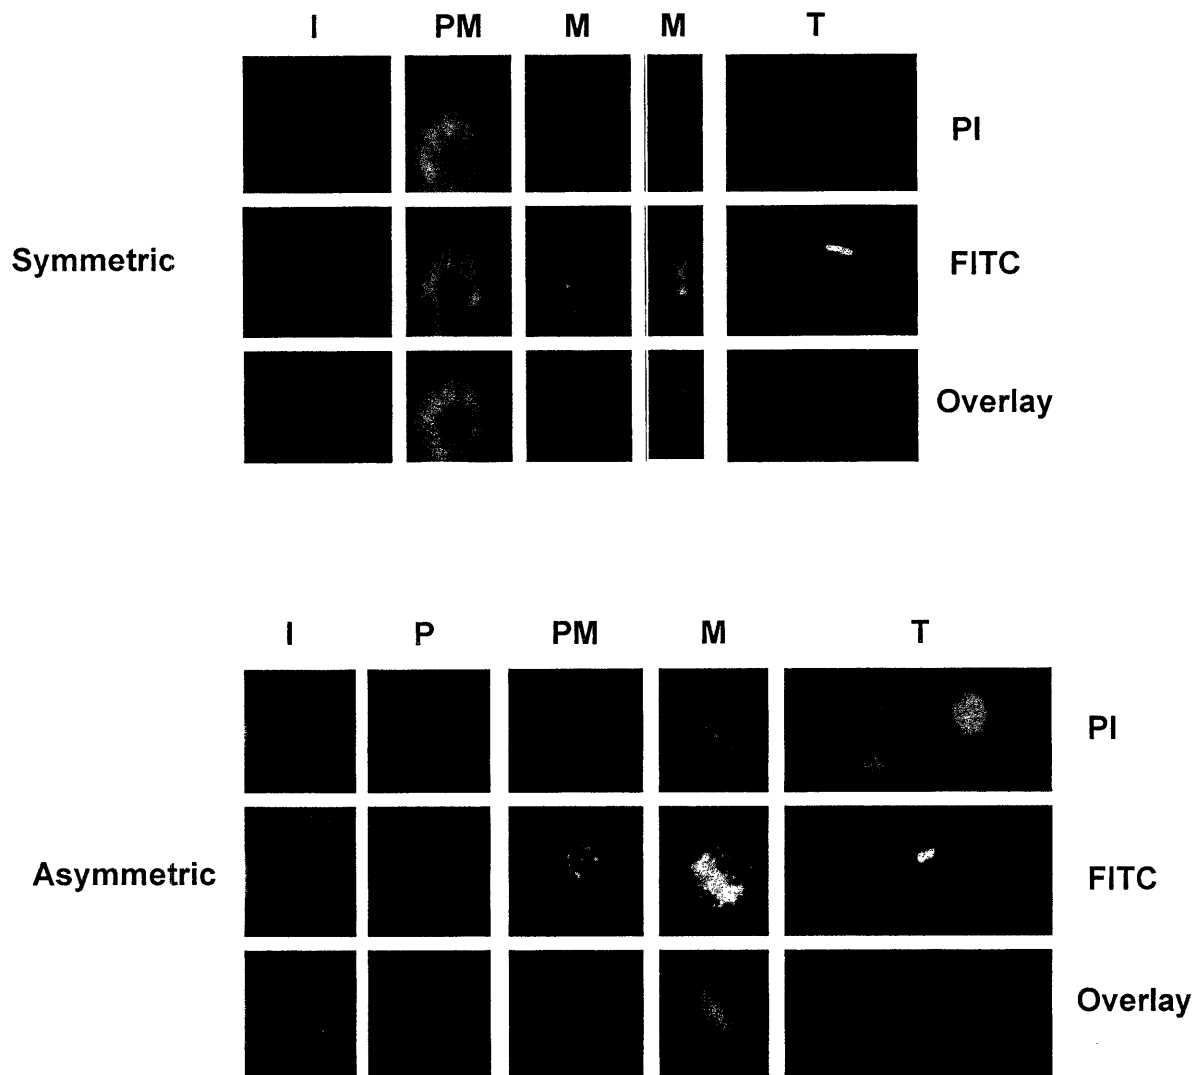 I PM M M T
PI
Symmetric
FITC
Overlay
I P PM M T
PI
Asymmetric
FITC
Overlay